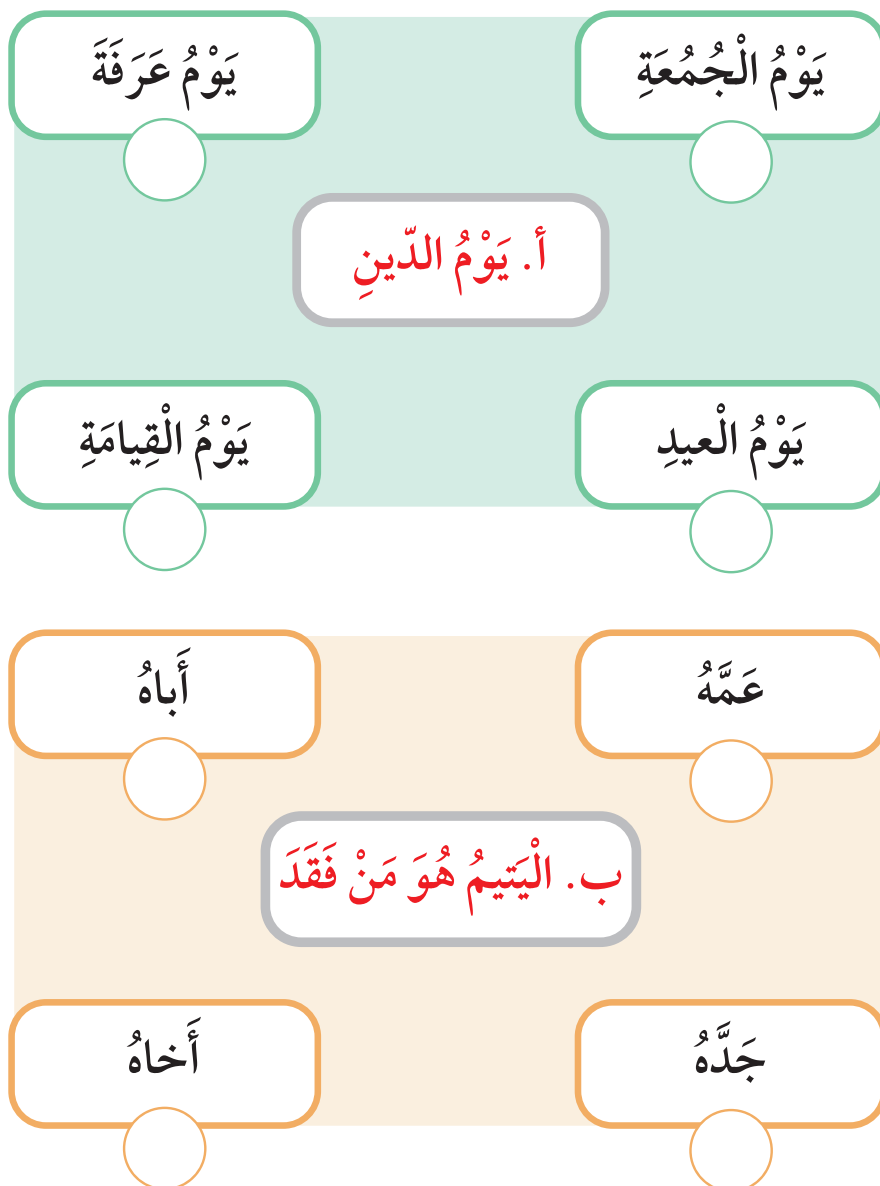 يَوْمُ الْجُمُعَةِ
يَوْمُ عَرَفَةَ
أ. يَوْمُ الدّينِ
يَوْمُ الْعيدِ
يَوْمُ الْقِيامَةِ
عَمَّهُ
أَباهُ
ب. الْيَتيمُ هُوَ مَنْ فَقَدَ
جَدَّهُ
أَخاهُ